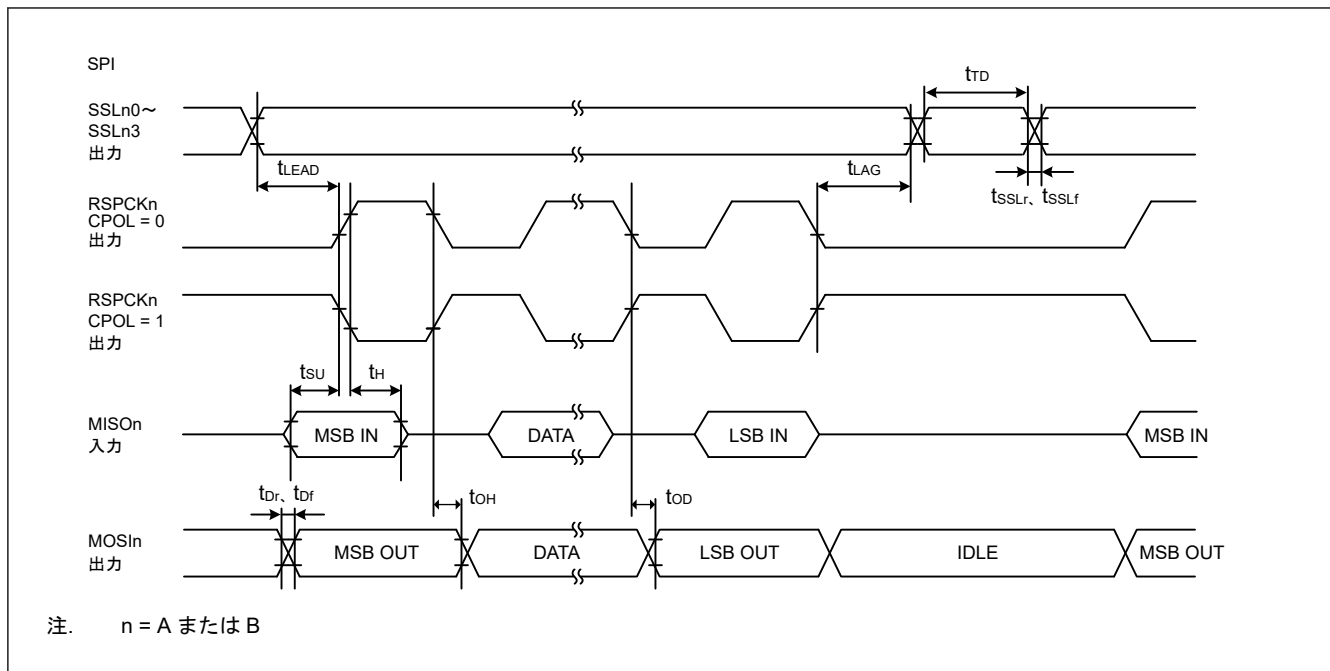 SPI
tTD
SSLn0～
SSLn3
出力
tLEAD
tLAG
tSSLr、tSSLf
RSPCKn
CPOL = 0
出力
RSPCKn
CPOL = 1
出力
tSU
tH
MISOn
入力
MSB IN
DATA
LSB IN
MSB IN
tDr、tDf
tOH
tOD
MOSIn
出力
MSB OUT
DATA
LSB OUT
IDLE
MSB OUT
注. n = A または B